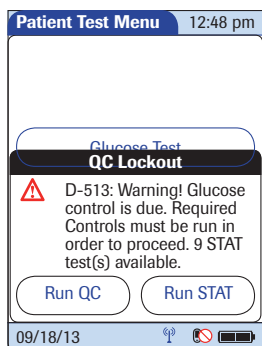 Patient Test Menu 12:48 pm
Glucose Test
QC Lockout
D-513: Warning! Glucose
control is due. Required
Controls must be run in
order to proceed. 9 STAT
test(s) available.
Run QC Run STAT
09/18/13